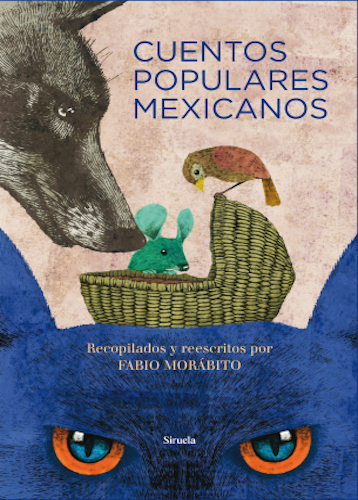 CUENTOS
POPULARES
MEXICANOS
Recopilados y reescritos por
FABIO MORÁBITO
Siruela